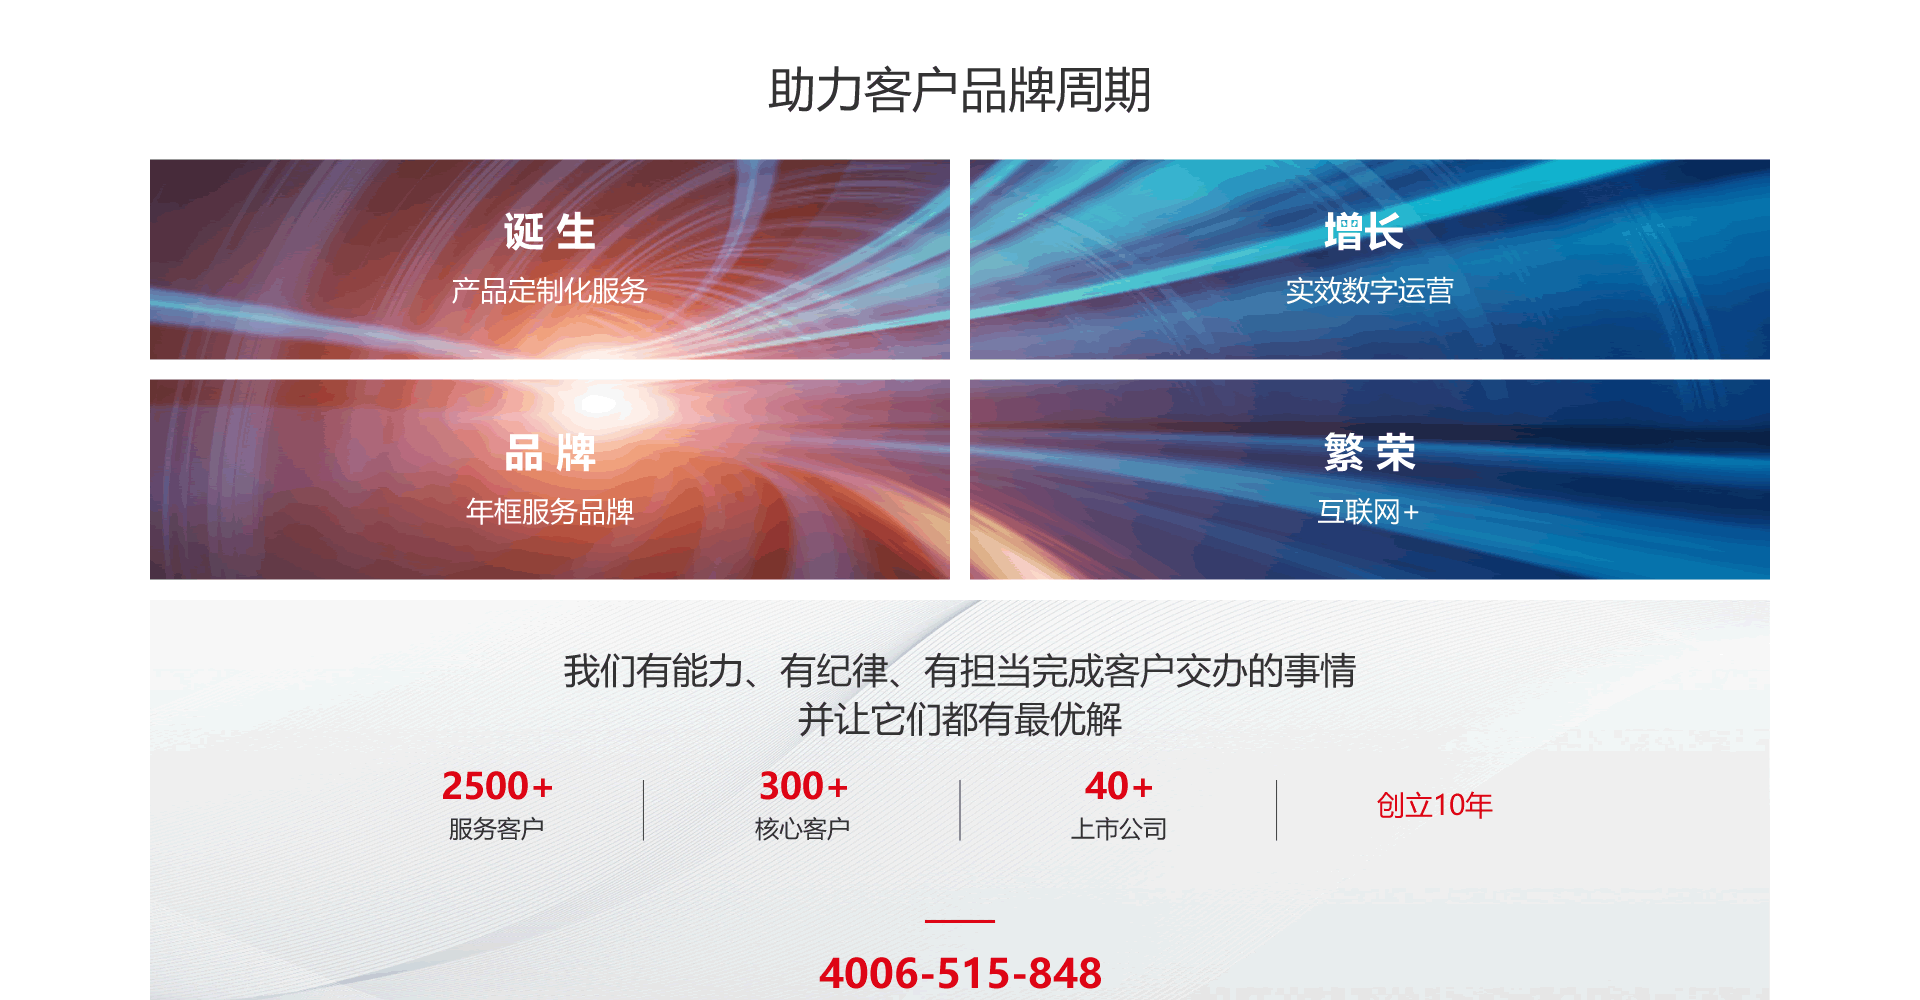 助力客户品牌周期
诞 生
产品定制化服务
增长
实效数字运营
品 牌
年框服务品牌
繁 荣
互联网+
我们有能力、有纪律、有担当完成客户交办的事情
并让它们都有最优解
2500+
服务客户
300+
核心客户
40+
上市公司
创立10年
4006-515-848